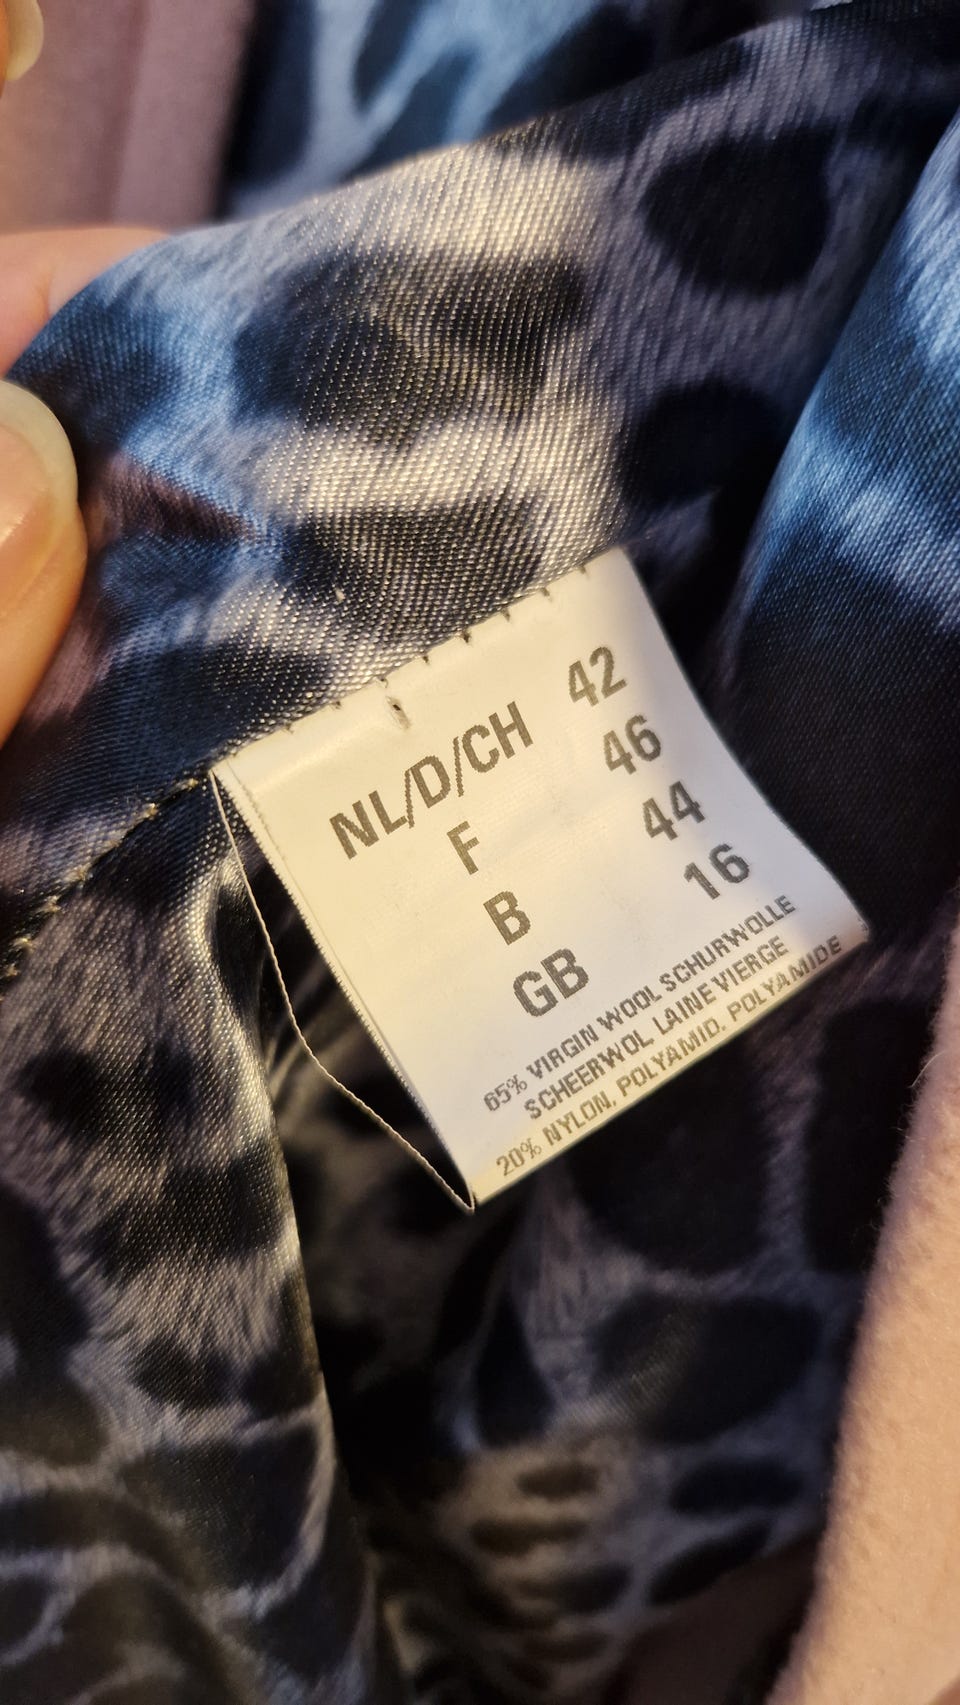 NL/D/CH 42
F 46
B 44
GB 16
65% VIRGIN WOOL SCHURWOLLE
SCHEERWOL LAINE VIERGE
20% NYLON, POLYAMID. POLYAMIDE